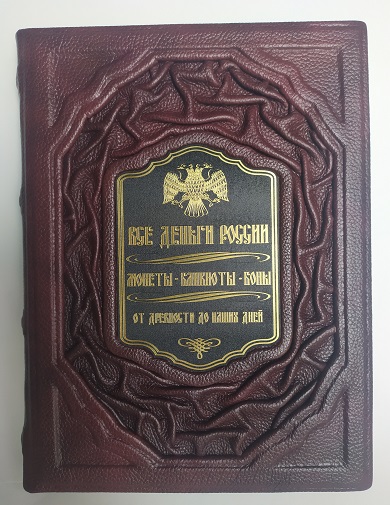 ВСЕ ДЕНЬГИ РОССИИ
МОНЕТЫ - БАНКНОТЫ - БОНЫ
ОТ ДРЕВНОСТИ ДО НАШИХ ДНЕЙ